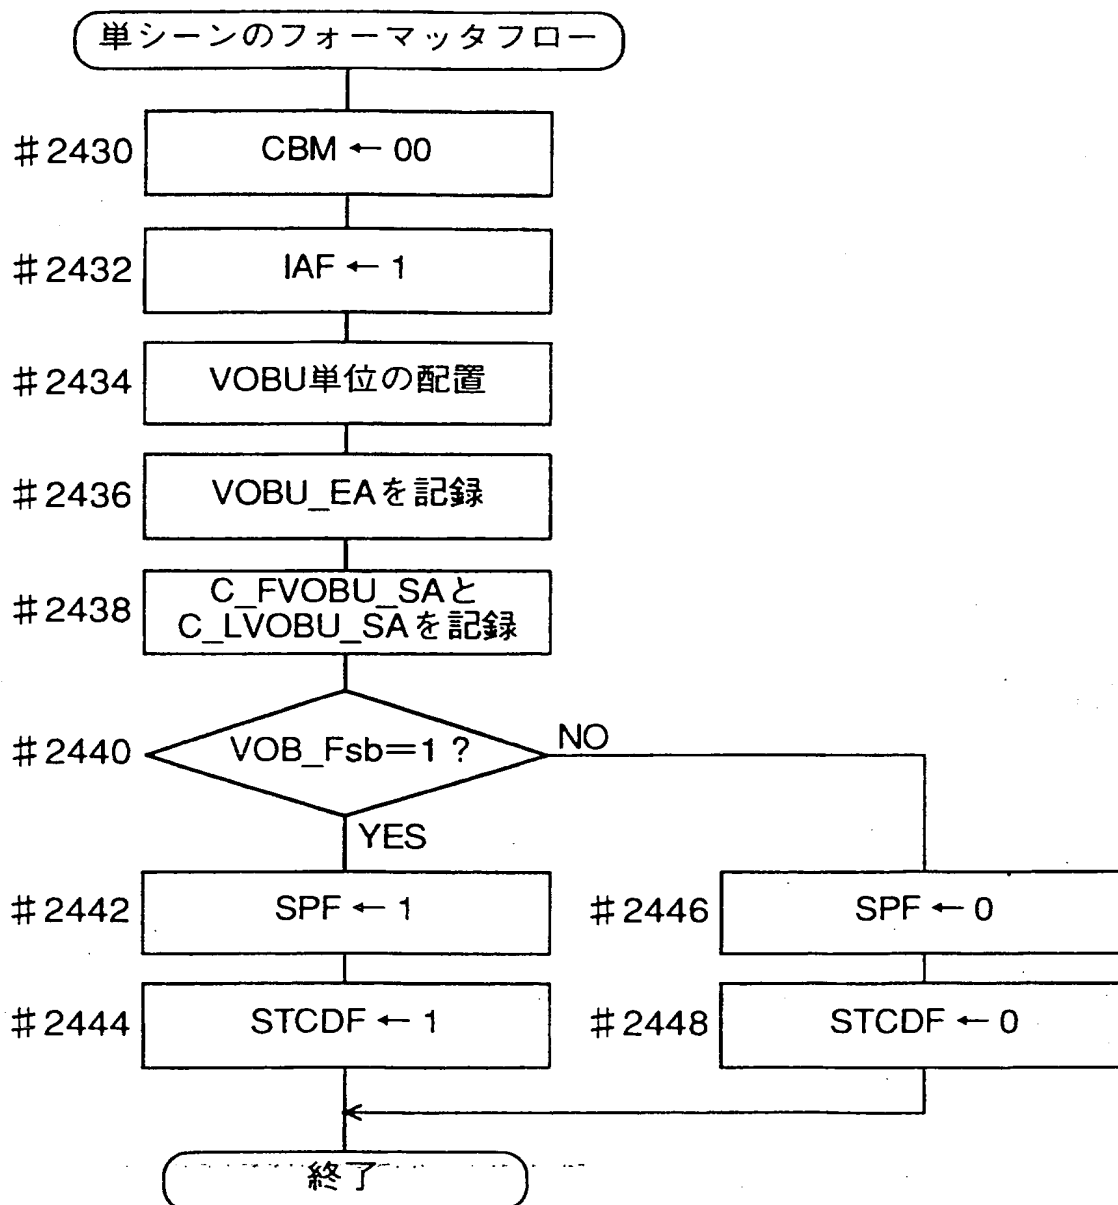 単シーンのフォーマッタフロー
#2430
CBM ← 00
#2432
IAF ← 1
#2434
VOBU単位の配置
#2436
VOBU_EAを記録
#2438
C_FVOBU_SAと
C_LVOBU_SAを記録
#2440
VOB_Fsb=1 ?
NO
YES
#2442
SPF ← 1
#2446
SPF ← 0
#2444
STCDF ← 1
#2448
STCDF ← 0
終了